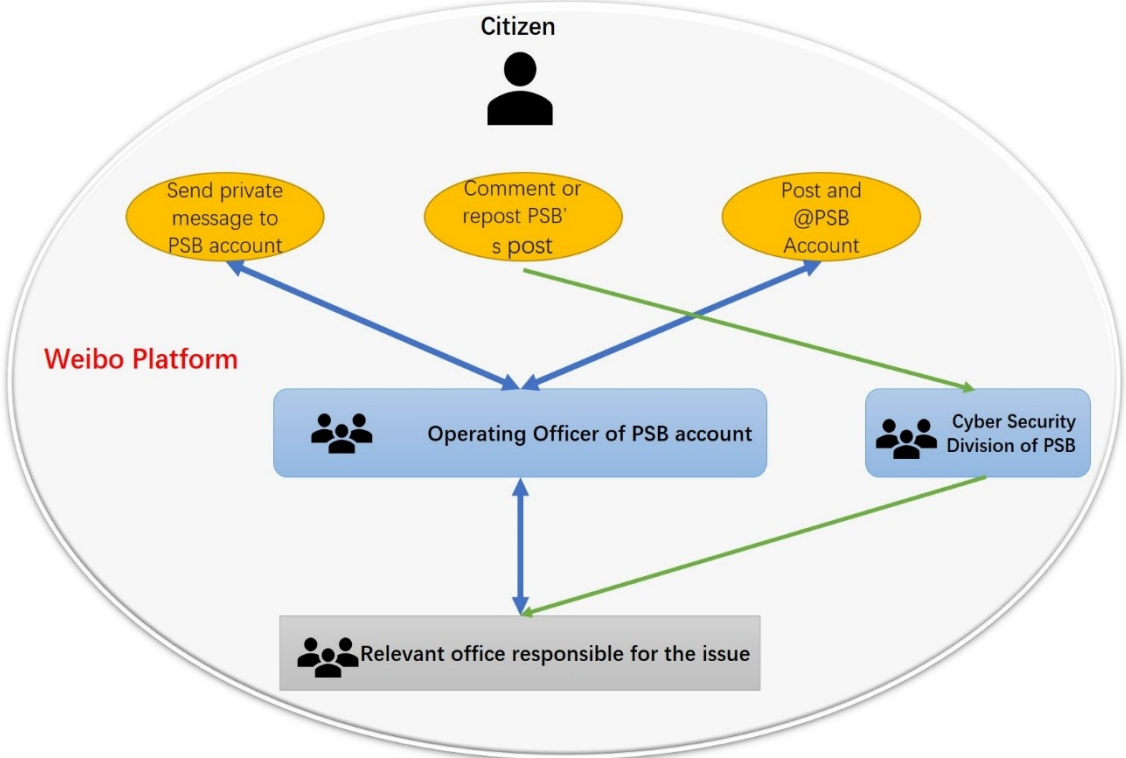 Citizen
Send private
message to
PSB account
Comment or
repost PSB'
s post
Post and
@PSB
Account
Weibo Platform
Operating Officer of PSB account
Cyber Security
Division of PSB
Relevant office responsible for the issue